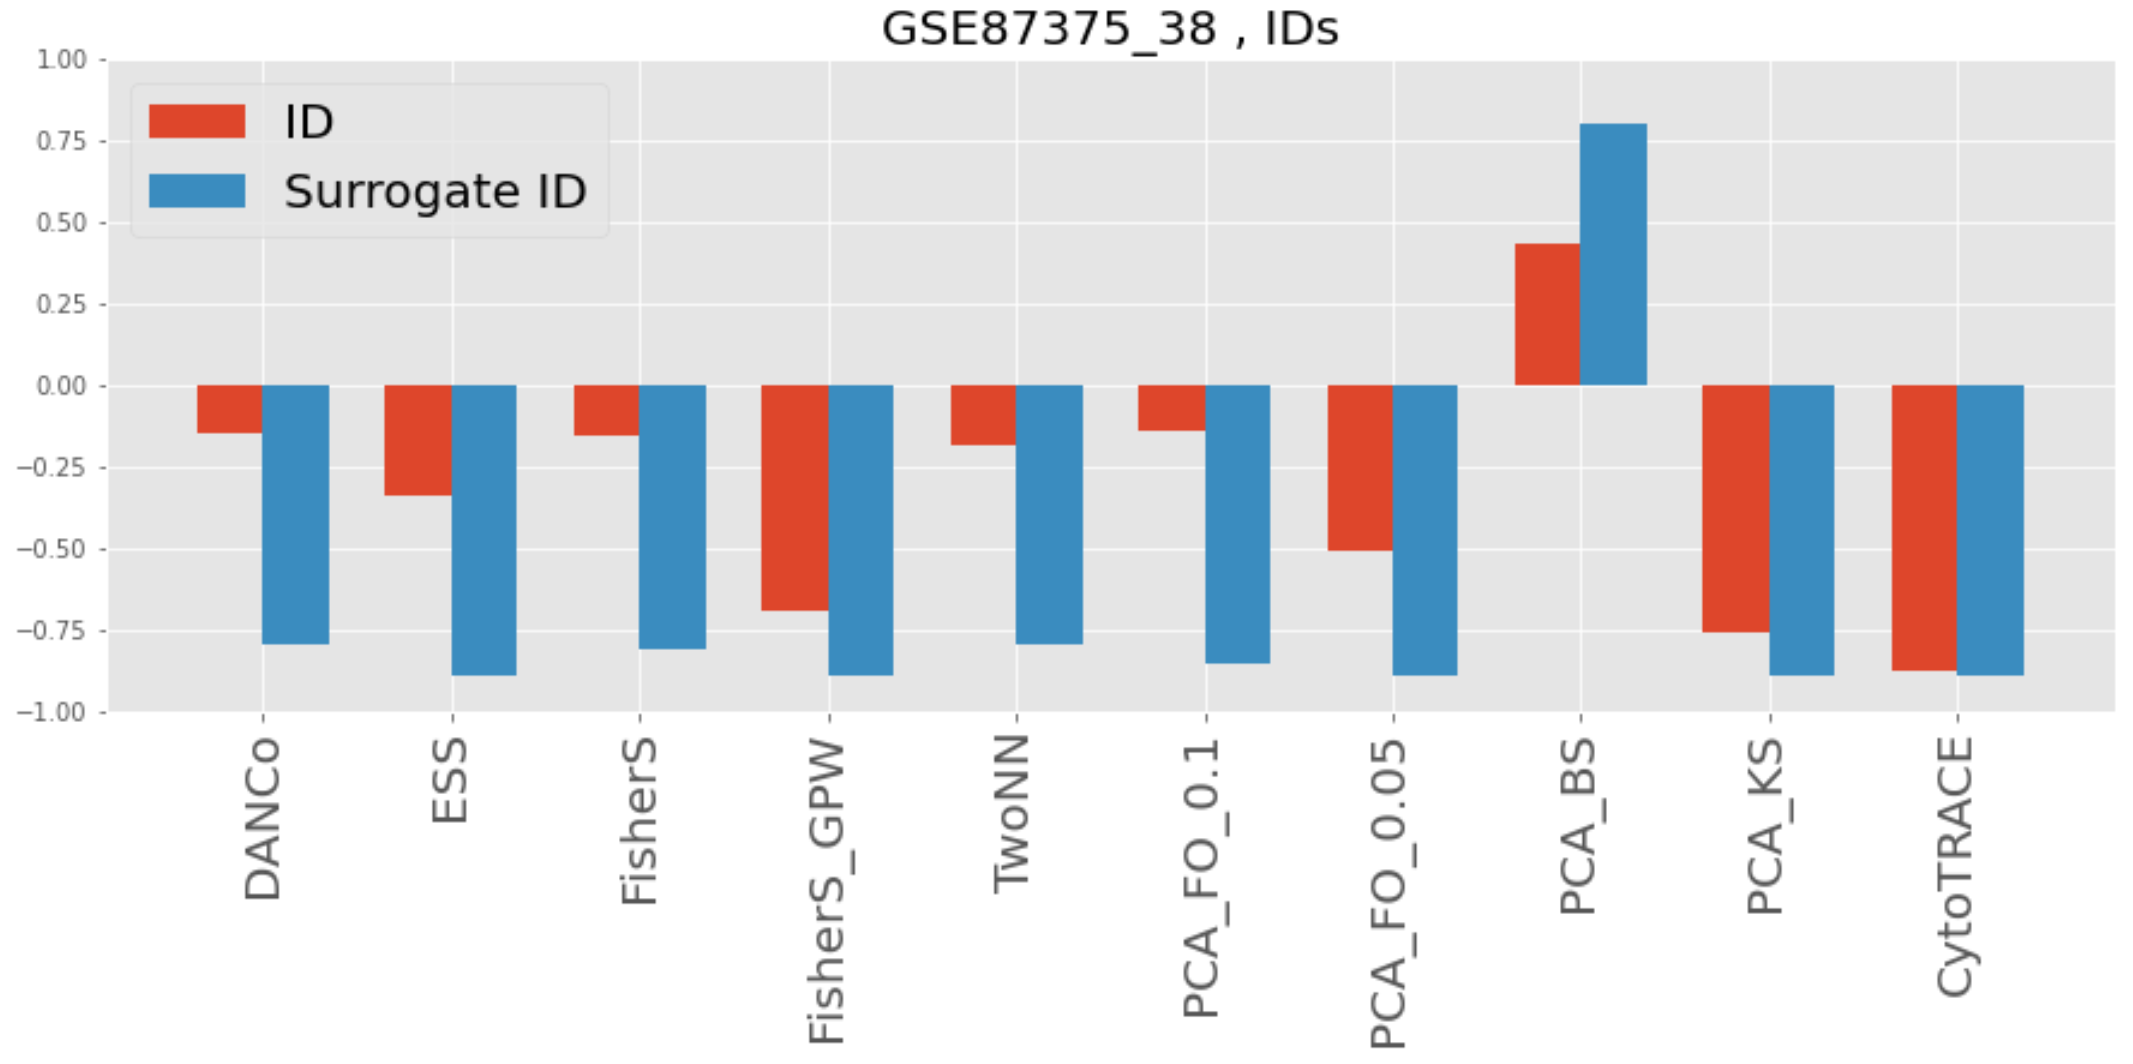 GSE87375_38 , IDs
1.00
0.75
0.50
0.25
0.00
−0.25
−0.50
−0.75
−1.00
ID
Surrogate ID
DANCo
ESS
FisherS
FisherS_GPW
TwoNN
PCA_FO_0.1
PCA_FO_0.05
PCA_BS
PCA_KS
CytoTRACE